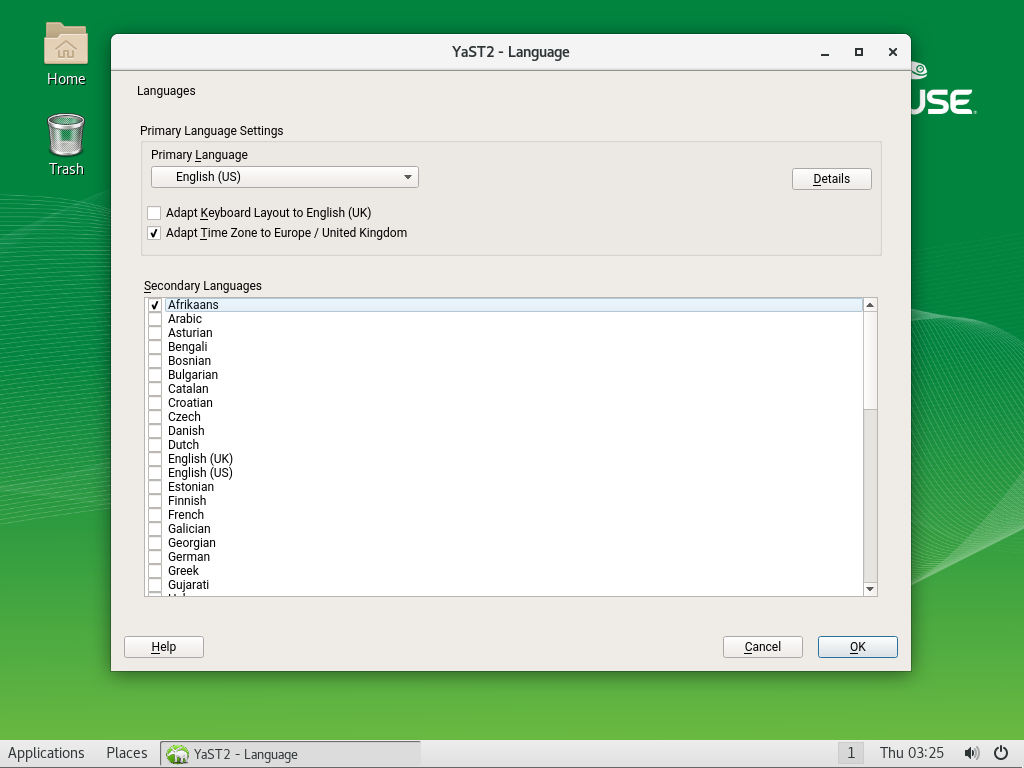 Home
Trash
YaST2 - Language
USE
Languages
Primary Language Settings
Primary Language
English (US)
Details
Adapt Keyboard Layout to English (UK)
Adapt Time Zone to Europe / United Kingdom
Secondary Languages
Afrikaans
Arabic
Asturian
Bengali
Bosnian
Bulgarian
Catalan
Croatian
Czech
Danish
Dutch
English (UK)
English (US)
Estonian
Finnish
French
Galician
Georgian
German
Greek
Gujarati
Help
Cancel
OK
Applications
Places
YaST2 - Language
1
Thu 03:25